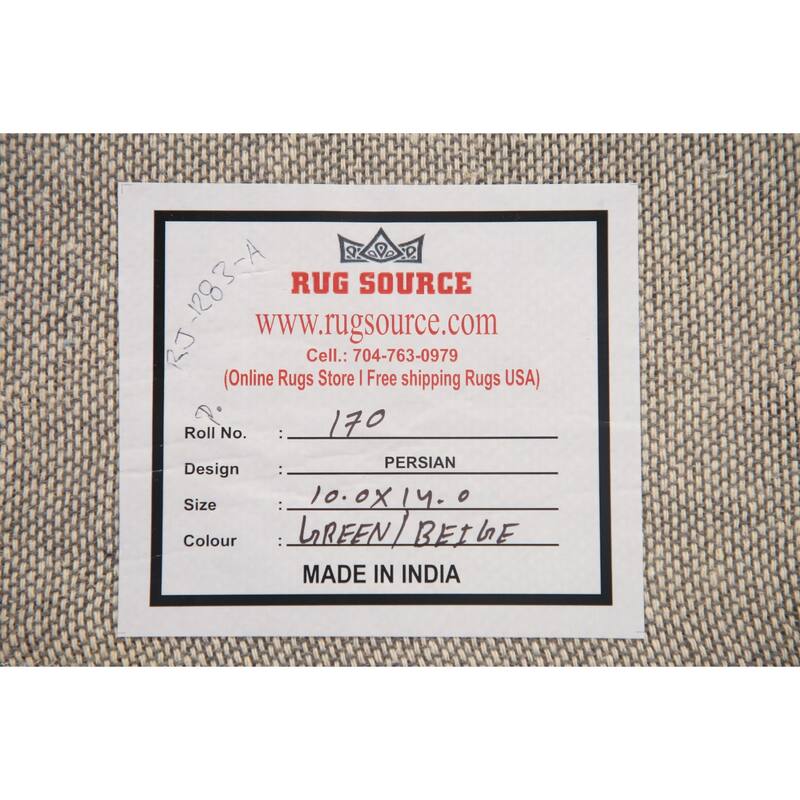 RJ-1283-A
RUG SOURCE
www.rugsource.com
Cell.: 704-763-0979
(Online Rugs Store I Free shipping Rugs USA)
P.
Roll No. : 170
Design : PERSIAN
Size : 10.0X14.0
Colour : GREEN/BEIGE
MADE IN INDIA